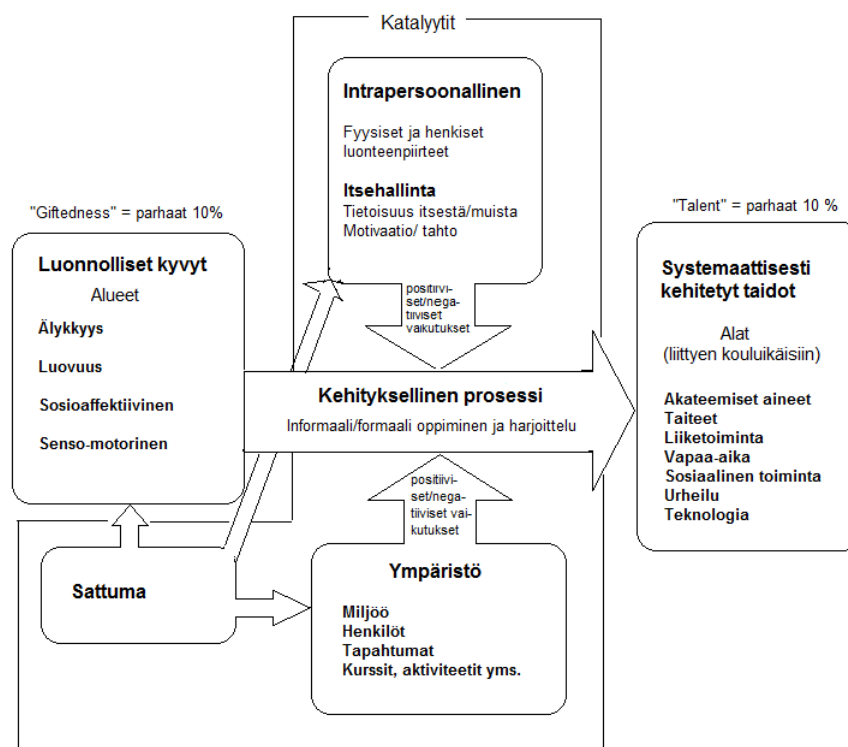 Katalyytit
Intrapersoonallinen
Fyysiset ja henkiset
luonteenpiirteet
Itsehallinta
Tietoisuus itsestä/muista
Motivaatio/ tahto
"Giftedness" = parhaat 10%
Luonnolliset kyvyt
Alueet
Älykkyys
Luovuus
Sosioaffektiivinen
Senso-motorinen
positiivi-
set/nega-
tiiviset
vaikutukset
Kehityksellinen prosessi
Informaali/formaali oppiminen ja harjoittelu
"Talent" = parhaat 10 %
Systemaattisesti
kehitetyt taidot
Alat
(liittyen kouluikäisiin)
Akateemiset aineet
Taiteet
Liiketoiminta
Vapaa-aika
Sosiaalinen toiminta
Urheilu
Teknologia
positiivi-
set/nega-
tiiviset vai-
kutukset
Sattuma
Ympäristö
Miljöö
Henkilöt
Tapahtumat
Kurssit, aktiviteetit yms.